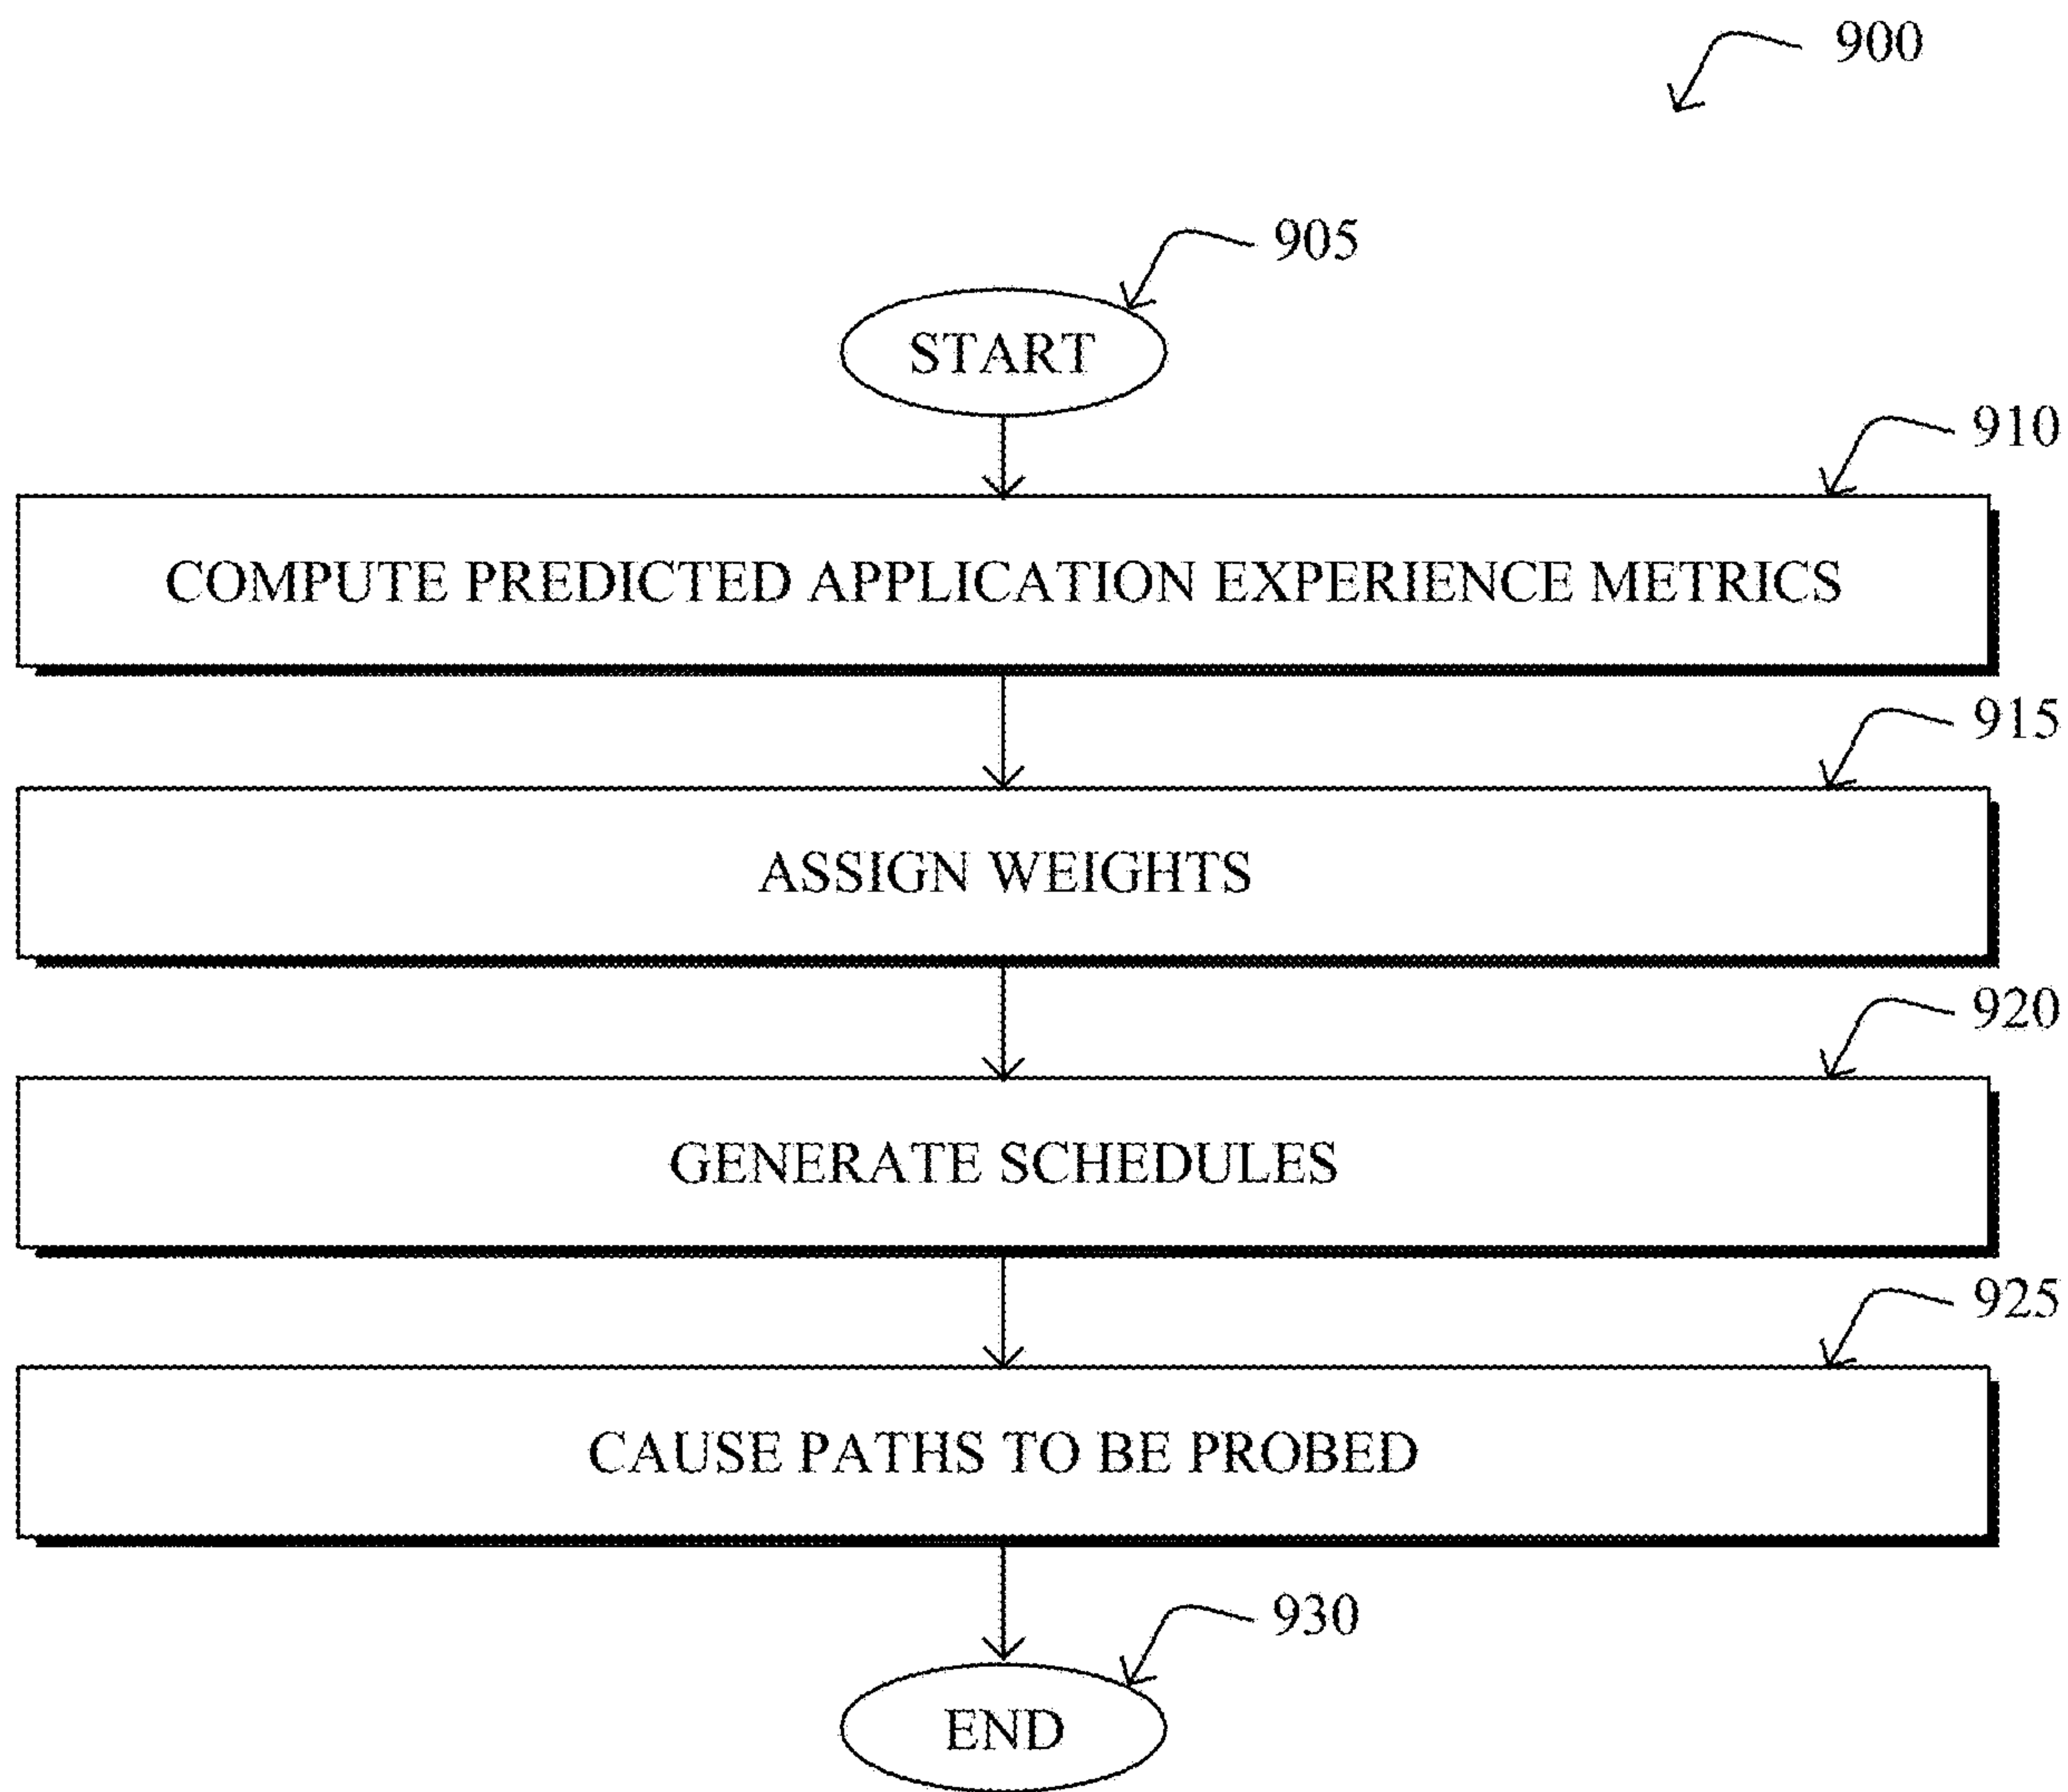 900
905
START
910
COMPUTE PREDICTED APPLICATION EXPERIENCE METRICS
915
ASSIGN WEIGHTS
920
GENERATE SCHEDULES
925
CAUSE PATHS TO BE PROBED
930
END